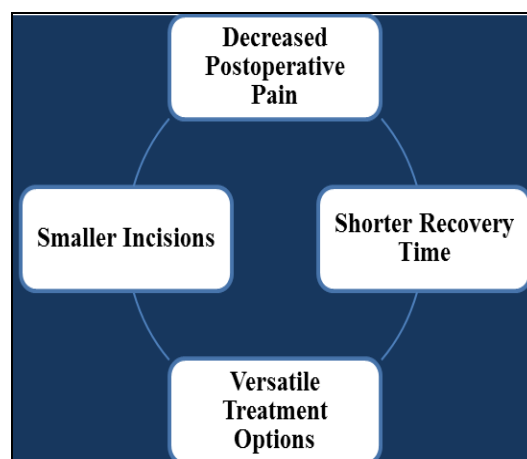 Decreased
Postoperative
Pain
Smaller Incisions
Shorter Recovery
Time
Versatile
Treatment
Options